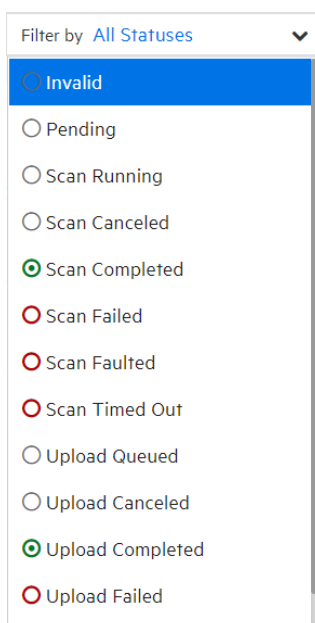 Filter by All Statuses
Invalid
Pending
Scan Running
Scan Canceled
Scan Completed
Scan Failed
Scan Faulted
Scan Timed Out
Upload Queued
Upload Canceled
Upload Completed
Upload Failed